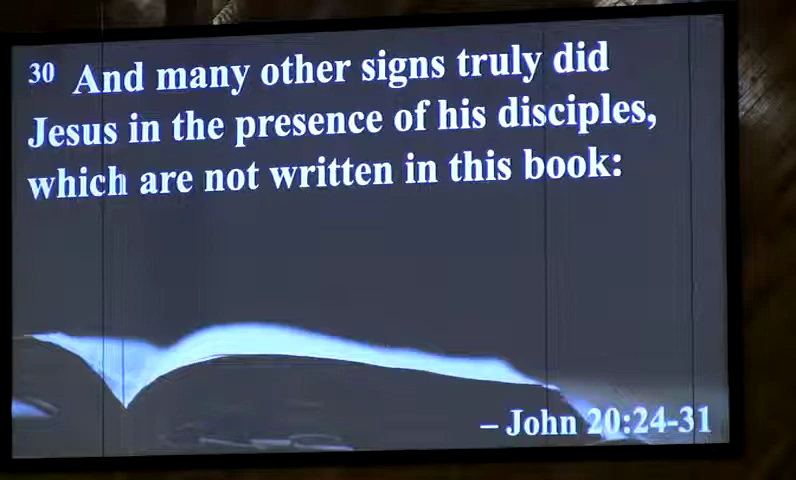 30 And many other signs truly did
Jesus in the presence of his disciples,
which are not written in this book:
– John 20:24-31